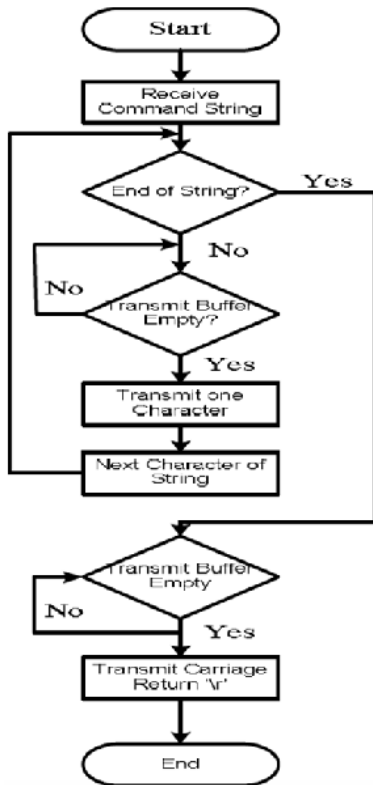 Start
Receive
Command String
End of String?
Yes
No
No
Transmit Buffer
Empty?
Yes
Transmit one
Character
Next Character of
String
Transmit Buffer
Empty
No
Yes
Transmit Carriage
Return '\r'
End